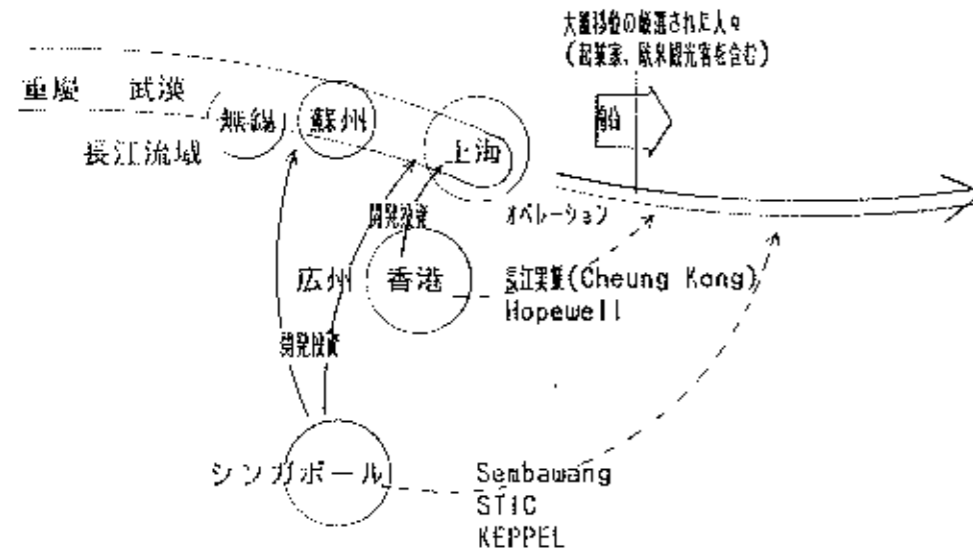 大量移動の厳選された人々
(起業家、欧米観光客を含む)
重慶 武漢
無錫
蘇州
上海
船舶
長江流域
開発投資
オペレーション
広州
香港
長江実業(Cheung Kong)
Hopewell
開発投資
シンガポール
Sembawang
STIC
KEPPEL